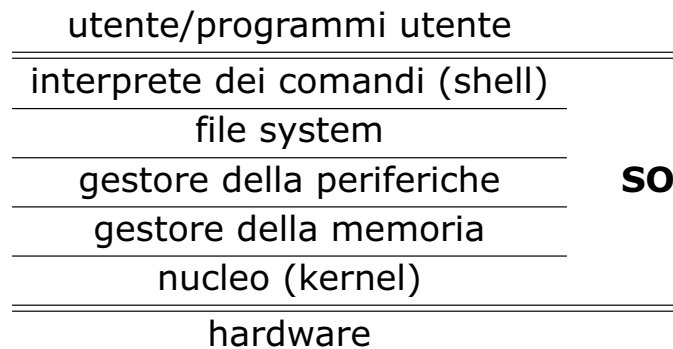 utente/programmi utente
interprete dei comandi (shell)
file system
gestore della periferiche
SO
gestore della memoria
nucleo (kernel)
hardware